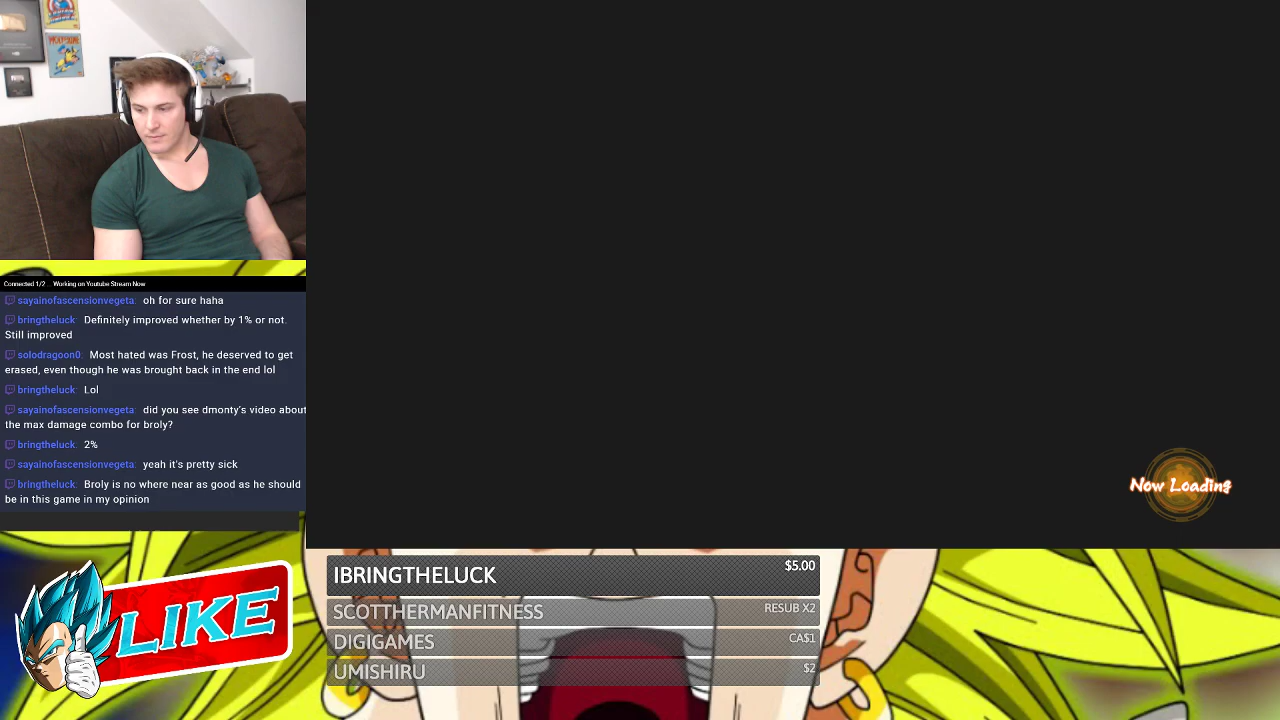 Connected 1/2 ... Working on Youtube Stream Now
sayainofascensionvegeta: oh for sure haha
bringtheluck: Definitely improved whether by 1% or not.
Still improved
solodragoon0: Most hated was Frost, he deserved to get
erased, even though he was brought back in the end lol
bringtheluck: Lol
sayainofascensionvegeta: did you see dmonty's video about
the max damage combo for broly?
bringtheluck: 2%
sayainofascensionvegeta: yeah it's pretty sick
bringtheluck: Broly is no where near as good as he should
be in this game in my opinion
Now Loading
LIKE
IBRINGTHELUCK $5.00
SCOTTHERMANFITNESS RESUB X2
DIGIGAMES CA$1
UMISHIRU $2